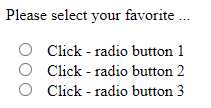 Please select your favorite ...
Click - radio button 1
Click - radio button 2
Click - radio button 3